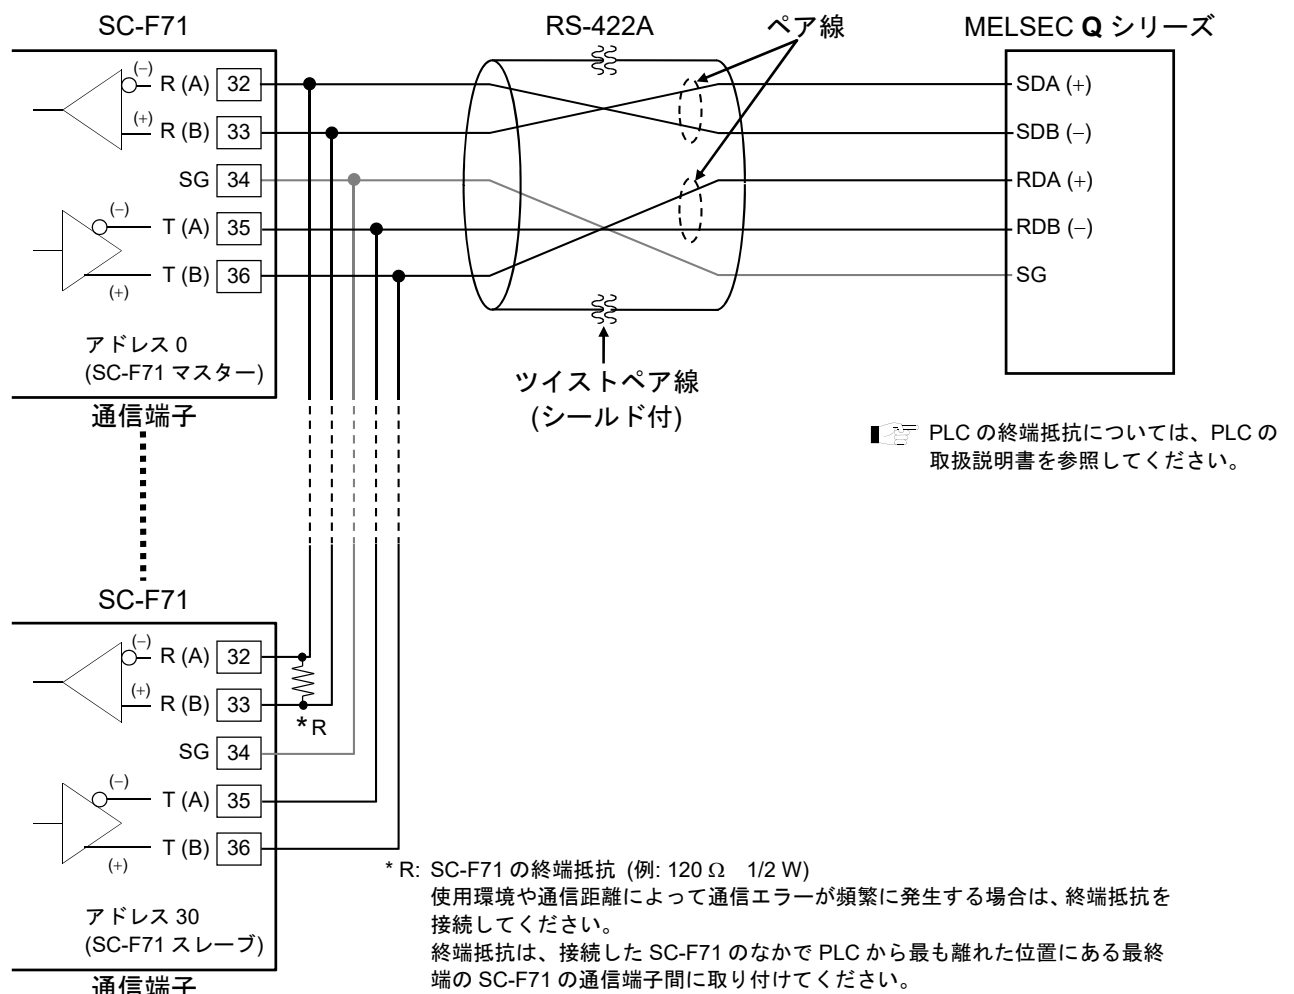 SC-F71
RS-422A
ペア線
MELSEC Q シリーズ
(−)
R (A) 32
(+)
R (B) 33
SG 34
(−)
T (A) 35
T (B) 36
(+)
アドレス 0
(SC-F71 マスター)
通信端子
SDA (+)
SDB (−)
RDA (+)
RDB (−)
SG
ツイストペア線
(シールド付)
PLC の終端抵抗については、PLC の
取扱説明書を参照してください。
SC-F71
(−)
R (A) 32
(+)
R (B) 33
* R
SG 34
(−)
T (A) 35
T (B) 36
(+)
アドレス 30
(SC-F71 スレーブ)
通信端子
* R: SC-F71 の終端抵抗 (例: 120 Ω 1/2 W)
使用環境や通信距離によって通信エラーが頻繁に発生する場合は、終端抵抗を
接続してください。
終端抵抗は、接続した SC-F71 のなかで PLC から最も離れた位置にある最終
端の SC-F71 の通信端子間に取り付けてください。